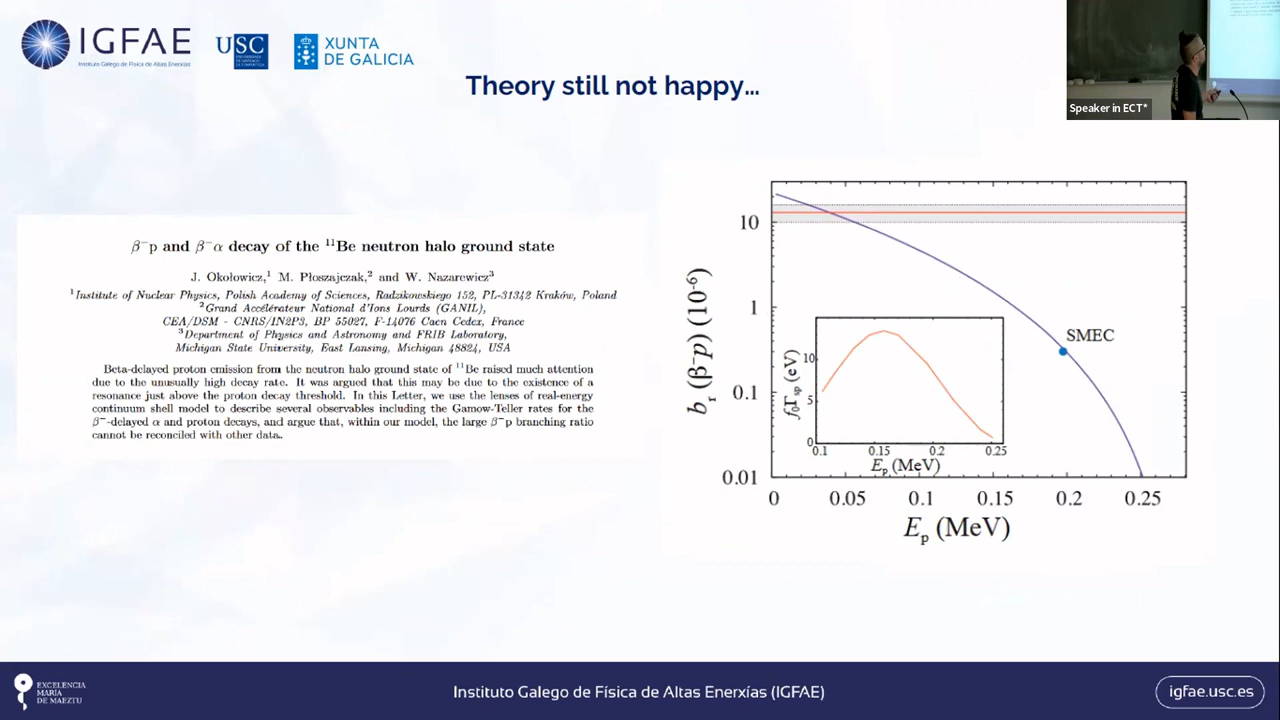 IGFAE
Instituto Galego de Física de Altas Enerxías
USC
XUNTA
DE GALICIA
Theory still not happy...
Speaker in ECT*
β⁻p and β⁻α decay of the ¹¹Be neutron halo ground state
J. Okołowicz,¹ M. Płoszajczak,² and W. Nazarewicz³
¹Institute of Nuclear Physics, Polish Academy of Sciences, Radzikowskiego 152, PL-31342 Kraków, Poland
²Grand Accélérateur National d'Ions Lourds (GANIL),
CEA/DSM - CNRS/IN2P3, BP 55027, F-14076 Caen Cedex, France
³Department of Physics and Astronomy and FRIB Laboratory,
Michigan State University, East Lansing, Michigan 48824, USA
Beta-delayed proton emission from the neutron halo ground state of ¹¹Be raised much attention
due to the unusually high decay rate. It was argued that this may be due to the existence of a
resonance just above the proton decay threshold. In this Letter, we use the lenses of real-energy
continuum shell model to describe several observables including the Gamow-Teller rates for the
β⁻-delayed α and proton decays, and argue that, within our model, the large β⁻p branching ratio
cannot be reconciled with other data.
10
1
0.1
0.01
bᵣ (β⁻p) (10⁻⁶)
SMEC
10
5
0
f₀Γsp (eV)
0.1 0.15 0.2 0.25
Eₚ (MeV)
0 0.05 0.1 0.15 0.2 0.25
Eₚ (MeV)
EXCELENCIA
MARÍA
DE MAEZTU
Instituto Galego de Física de Altas Enerxías (IGFAE)
igfae.usc.es